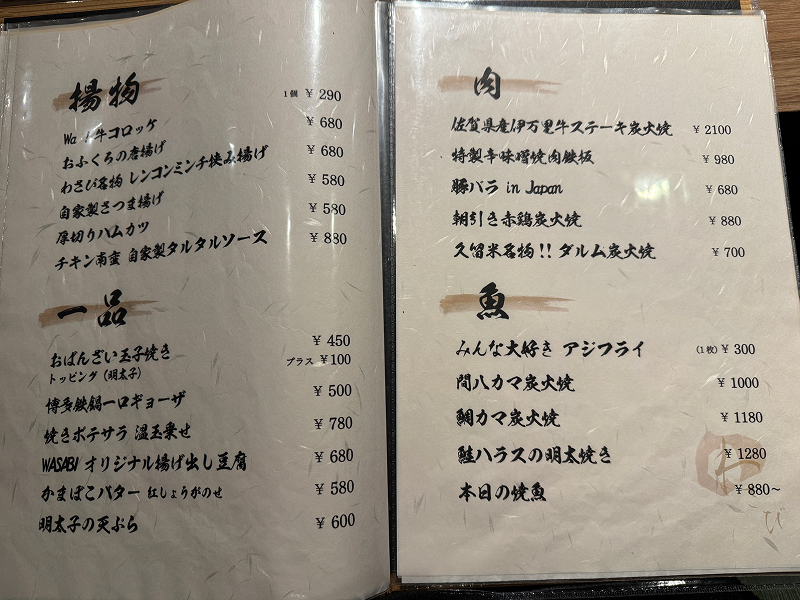 揚物
Wa 牛コロッケ 1個 ¥290
おふくろの唐揚げ ¥680
わさび名物 レンコンミンチ挟み揚げ ¥680
自家製さつま揚げ ¥580
厚切りハムカツ ¥580
チキン南蛮 自家製タルタルソース ¥880
一品
おばんざい玉子焼き ¥450
トッピング(明太子) プラス ¥100
博多鉄鍋一口ギョーザ ¥500
焼きポテサラ 温玉乗せ ¥780
WASABI オリジナル揚げ出し豆腐 ¥680
かまぼこバター 紅しょうがのせ ¥580
明太子の天ぷら ¥600
肉
佐賀県産伊万里牛ステーキ炭火焼 ¥2100
特製辛味噌焼肉鉄板 ¥980
豚バラ in Japan ¥680
朝引き赤鶏炭火焼 ¥880
久留米名物!! ダルム炭火焼 ¥700
魚
みんな大好き アジフライ (1枚) ¥300
間八カマ炭火焼 ¥1000
鯛カマ炭火焼 ¥1180
鮭ハラスの明太焼き ¥1280
本日の焼魚 ¥880~
わ
び